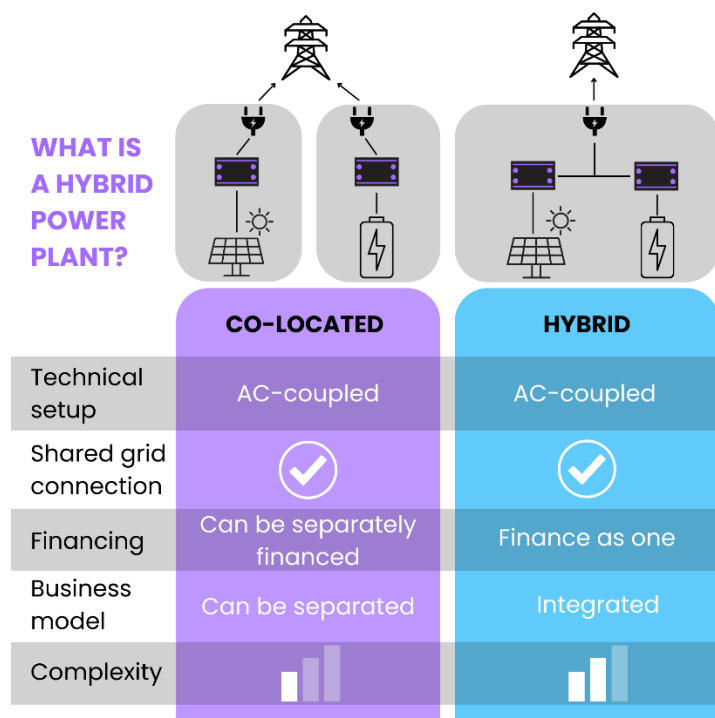 WHAT IS
A HYBRID
POWER
PLANT?
CO-LOCATED
HYBRID
Technical
setup
AC-coupled
AC-coupled
Shared grid
connection
Financing
Can be separately
financed
Finance as one
Business
model
Can be separated
Integrated
Complexity